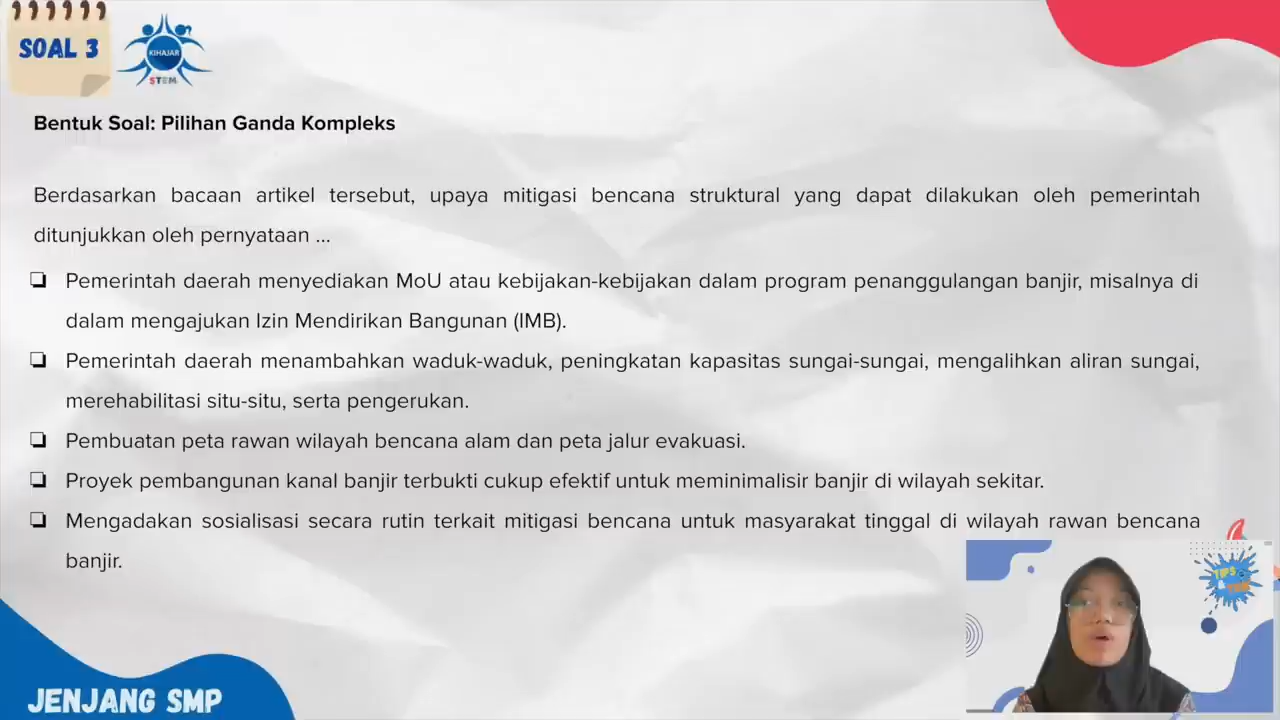 SOAL 3
KIHAJAR
STEM
Bentuk Soal: Pilihan Ganda Kompleks
Berdasarkan bacaan artikel tersebut, upaya mitigasi bencana struktural yang dapat dilakukan oleh pemerintah
ditunjukkan oleh pernyataan ...
❏ Pemerintah daerah menyediakan MoU atau kebijakan-kebijakan dalam program penanggulangan banjir, misalnya di
dalam mengajukan Izin Mendirikan Bangunan (IMB).
❏ Pemerintah daerah menambahkan waduk-waduk, peningkatan kapasitas sungai-sungai, mengalihkan aliran sungai,
merehabilitasi situ-situ, serta pengerukan.
❏ Pembuatan peta rawan wilayah bencana alam dan peta jalur evakuasi.
❏ Proyek pembangunan kanal banjir terbukti cukup efektif untuk meminimalisir banjir di wilayah sekitar.
❏ Mengadakan sosialisasi secara rutin terkait mitigasi bencana untuk masyarakat tinggal di wilayah rawan bencana
banjir.
TIPS
JENJANG SMP